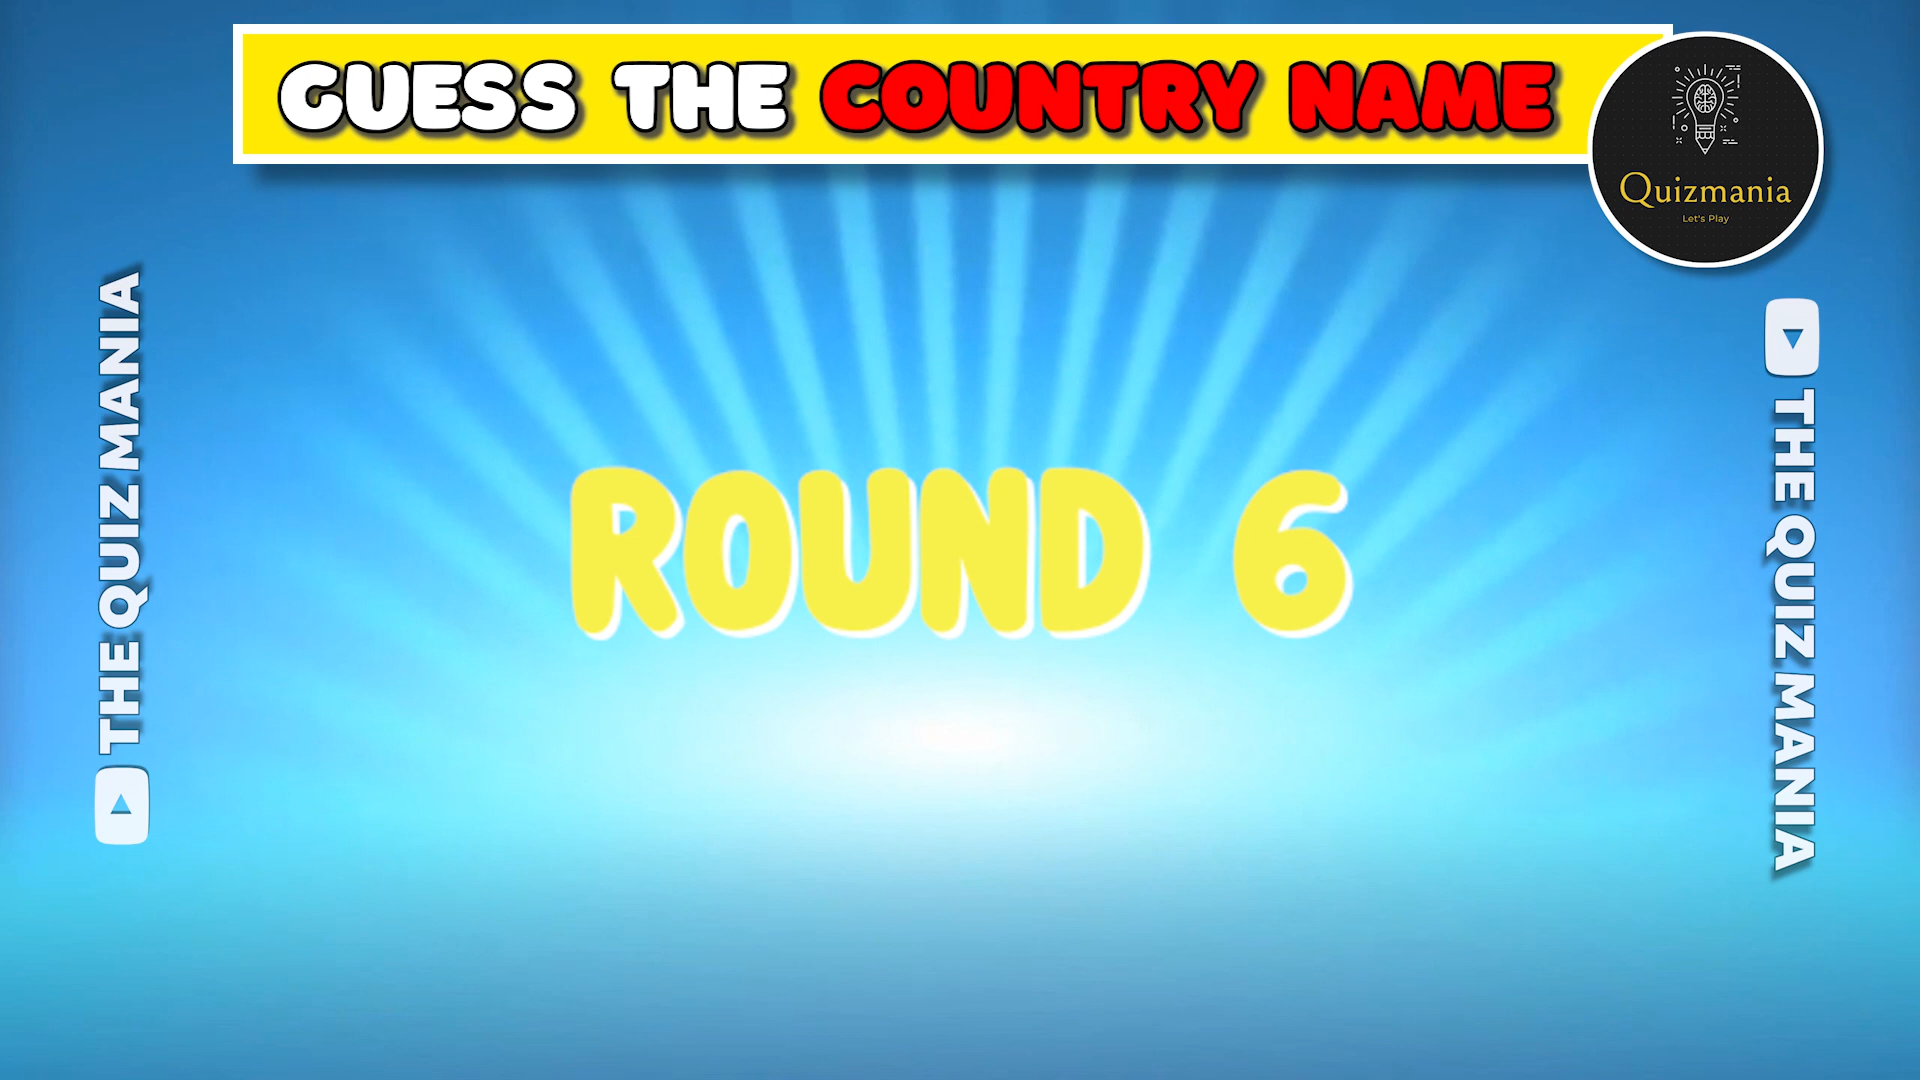 GUESS THE COUNTRY NAME
Quizmania
Let's Play
THE QUIZ MANIA
THE QUIZ MANIA
ROUND 6